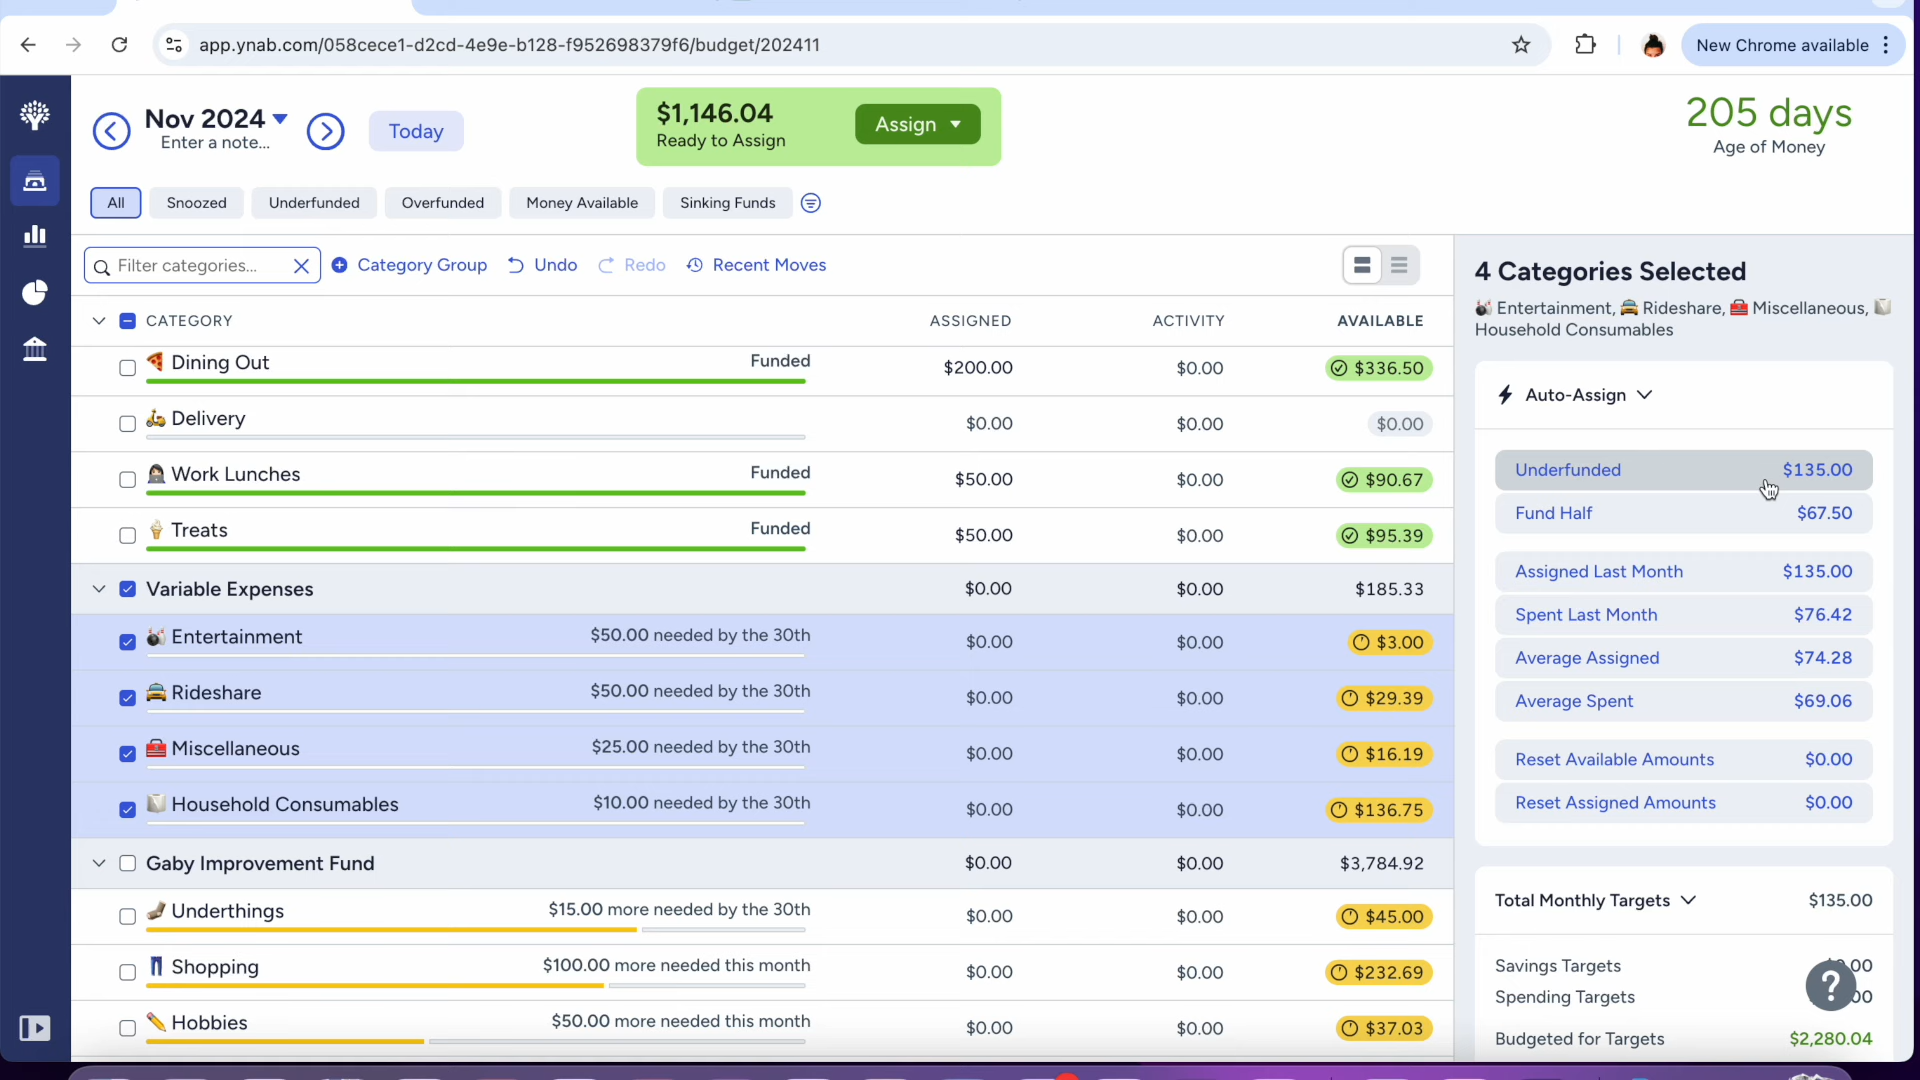 app.ynab.com/058cece1-d2cd-4e9e-b128-f952698379f6/budget/202411
New Chrome available
Nov 2024
Enter a note...
Today
$1,146.04
Ready to Assign
Assign
205 days
Age of Money
All
Snoozed
Underfunded
Overfunded
Money Available
Sinking Funds
Filter categories...
Category Group
Undo
Redo
Recent Moves
CATEGORY ASSIGNED ACTIVITY AVAILABLE
Dining Out Funded $200.00 $0.00 $336.50
Delivery $0.00 $0.00 $0.00
Work Lunches Funded $50.00 $0.00 $90.67
Treats Funded $50.00 $0.00 $95.39
Variable Expenses $0.00 $0.00 $185.33
Entertainment $50.00 needed by the 30th $0.00 $0.00 $3.00
Rideshare $50.00 needed by the 30th $0.00 $0.00 $29.39
Miscellaneous $25.00 needed by the 30th $0.00 $0.00 $16.19
Household Consumables $10.00 needed by the 30th $0.00 $0.00 $136.75
Gaby Improvement Fund $0.00 $0.00 $3,784.92
Underthings $15.00 more needed by the 30th $0.00 $0.00 $45.00
Shopping $100.00 more needed this month $0.00 $0.00 $232.69
Hobbies $50.00 more needed this month $0.00 $0.00 $37.03
4 Categories Selected
Entertainment, Rideshare, Miscellaneous,
Household Consumables
Auto-Assign
Underfunded $135.00
Fund Half $67.50
Assigned Last Month $135.00
Spent Last Month $76.42
Average Assigned $74.28
Average Spent $69.06
Reset Available Amounts $0.00
Reset Assigned Amounts $0.00
Total Monthly Targets $135.00
Savings Targets
Spending Targets
?
Budgeted for Targets $2,280.04